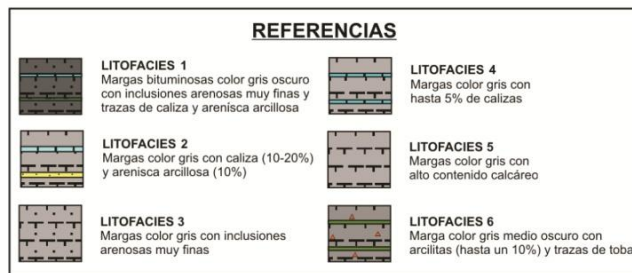 REFERENCIAS
LITOFACIES 1
Margas bituminosas color gris oscuro
con inclusiones arenosas muy finas y
trazas de caliza y arenísca arcillosa
LITOFACIES 2
Margas color gris con caliza (10-20%)
y arenisca arcillosa (10%)
LITOFACIES 3
Margas color gris con inclusiones
arenosas muy finas
LITOFACIES 4
Margas color gris con
hasta 5% de calizas
LITOFACIES 5
Margas color gris con
alto contenido calcáreo
LITOFACIES 6
Marga color gris medio oscuro con
arcilitas (hasta un 10%) y trazas de toba